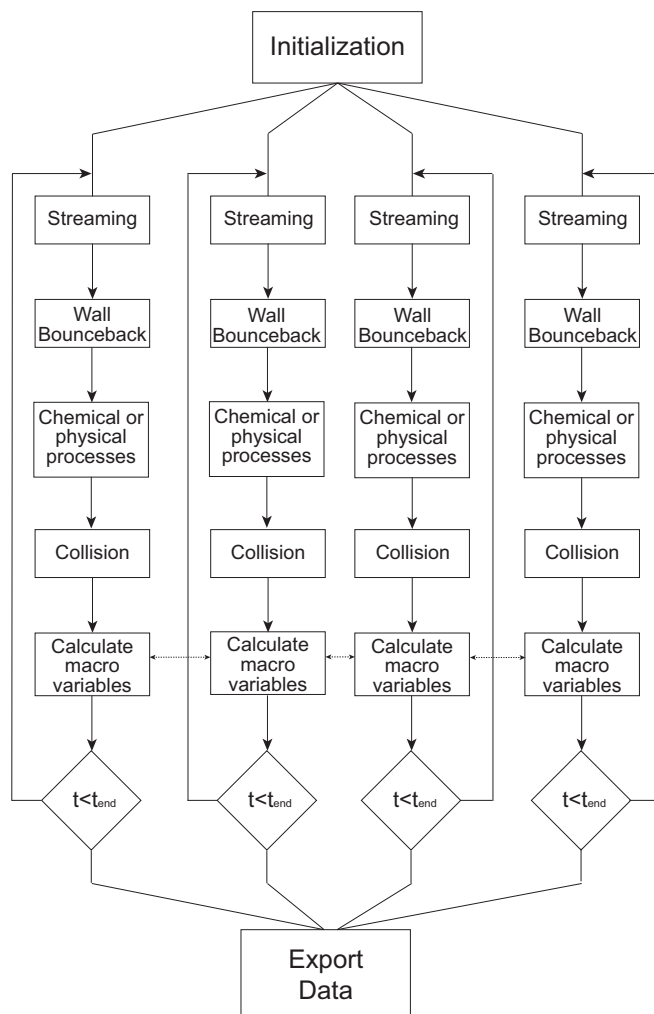 Initialization
Streaming
Streaming
Streaming
Streaming
Wall
Bounceback
Wall
Bounceback
Wall
Bounceback
Wall
Bounceback
Chemical or
physical
processes
Chemical or
physical
processes
Chemical or
physical
processes
Chemical or
physical
processes
Collision
Collision
Collision
Collision
Calculate
macro
variables
Calculate
macro
variables
Calculate
macro
variables
Calculate
macro
variables
t<tend
t<tend
t<tend
t<tend
Export
Data